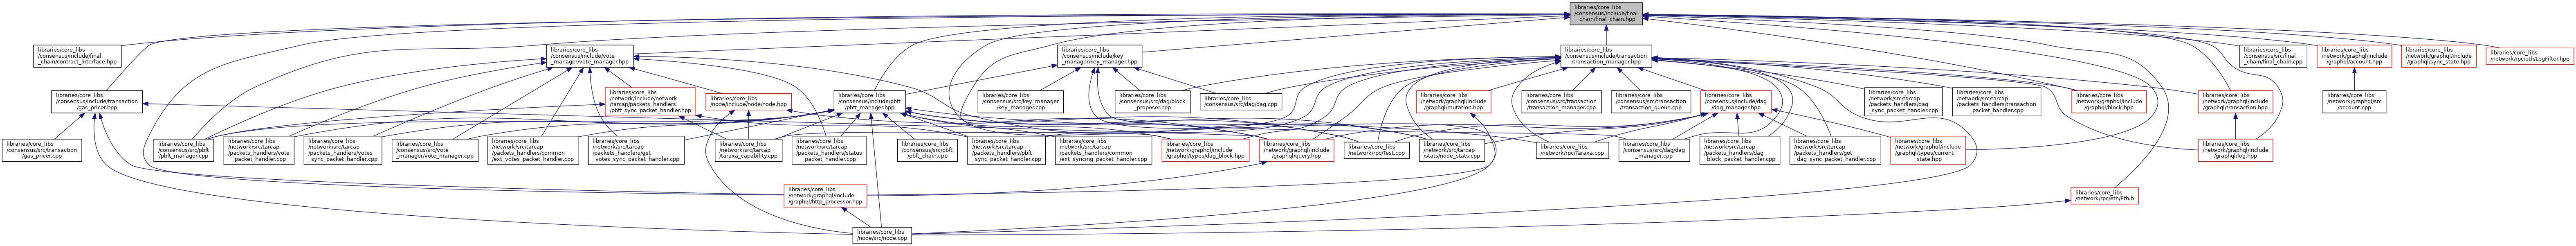 libraries/core_libs
/consensus/include/final
_chain/final_chain.hpp
libraries/core_libs
/consensus/include/final
_chain/contract_interface.hpp
libraries/core_libs
/consensus/include/vote
_manager/vote_manager.hpp
libraries/core_libs
/consensus/include/key
_manager/key_manager.hpp
libraries/core_libs
/consensus/include/transaction
/transaction_manager.hpp
libraries/core_libs
/consensus/src/final
_chain/final_chain.cpp
libraries/core_libs
/network/graphql/include
/graphql/account.hpp
libraries/core_libs
/network/graphql/include
/graphql/sync_state.hpp
libraries/core_libs
/network/rpc/eth/LogFilter.hpp
libraries/core_libs
/consensus/include/transaction
/gas_pricer.hpp
libraries/core_libs
/network/include/network
/tarcap/packets_handlers
/pbft_sync_packet_handler.hpp
libraries/core_libs
/node/include/node/node.hpp
libraries/core_libs
/consensus/include/pbft
/pbft_manager.hpp
libraries/core_libs
/consensus/src/key_manager
/key_manager.cpp
libraries/core_libs
/consensus/src/dag/block
_proposer.cpp
libraries/core_libs
/consensus/src/dag/dag.cpp
libraries/core_libs
/network/graphql/include
/graphql/mutation.hpp
libraries/core_libs
/consensus/src/transaction
/transaction_manager.cpp
libraries/core_libs
/consensus/src/transaction
/transaction_queue.cpp
libraries/core_libs
/consensus/include/dag
/dag_manager.hpp
libraries/core_libs
/network/src/tarcap
/packets_handlers/dag
_sync_packet_handler.cpp
libraries/core_libs
/network/src/tarcap
/packets_handlers/transaction
_packet_handler.cpp
libraries/core_libs
/network/graphql/include
/graphql/block.hpp
libraries/core_libs
/network/graphql/include
/graphql/transaction.hpp
libraries/core_libs
/network/graphql/src
/account.cpp
libraries/core_libs
/consensus/src/transaction
/gas_pricer.cpp
libraries/core_libs
/consensus/src/pbft
/pbft_manager.cpp
libraries/core_libs
/network/src/tarcap
/packets_handlers/vote
_packet_handler.cpp
libraries/core_libs
/network/src/tarcap
/packets_handlers/votes
_sync_packet_handler.cpp
libraries/core_libs
/consensus/src/vote
_manager/vote_manager.cpp
libraries/core_libs
/network/src/tarcap
/packets_handlers/common
/ext_votes_packet_handler.cpp
libraries/core_libs
/network/src/tarcap
/packets_handlers/get
_votes_sync_packet_handler.cpp
libraries/core_libs
/network/src/tarcap
/taraxa_capability.cpp
libraries/core_libs
/network/src/tarcap
/packets_handlers/status
_packet_handler.cpp
libraries/core_libs
/consensus/src/pbft
/pbft_chain.cpp
libraries/core_libs
/network/src/tarcap
/packets_handlers/pbft
_sync_packet_handler.cpp
libraries/core_libs
/network/src/tarcap
/packets_handlers/common
/ext_syncing_packet_handler.cpp
libraries/core_libs
/network/graphql/include
/graphql/types/dag_block.hpp
libraries/core_libs
/network/graphql/include
/graphql/query.hpp
libraries/core_libs
/network/rpc/Test.cpp
libraries/core_libs
/network/src/tarcap
/stats/node_stats.cpp
libraries/core_libs
/network/rpc/Taraxa.cpp
libraries/core_libs
/consensus/src/dag/dag
_manager.cpp
libraries/core_libs
/network/src/tarcap
/packets_handlers/dag
_block_packet_handler.cpp
libraries/core_libs
/network/src/tarcap
/packets_handlers/get
_dag_sync_packet_handler.cpp
libraries/core_libs
/network/graphql/include
/graphql/types/current
_state.hpp
libraries/core_libs
/network/graphql/include
/graphql/log.hpp
libraries/core_libs
/network/graphql/include
/graphql/http_processor.hpp
libraries/core_libs
/network/rpc/eth/Eth.h
libraries/core_libs
/node/src/node.cpp